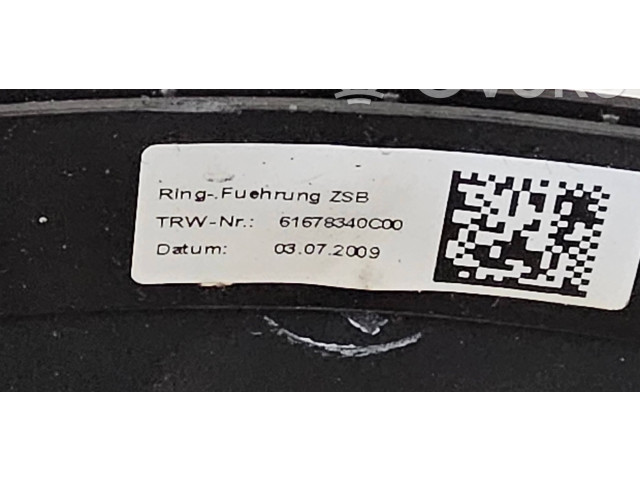 Ring-.Fuehrung ZSB
TRW-Nr.: 61678340C00
Datum: 03.07.2009